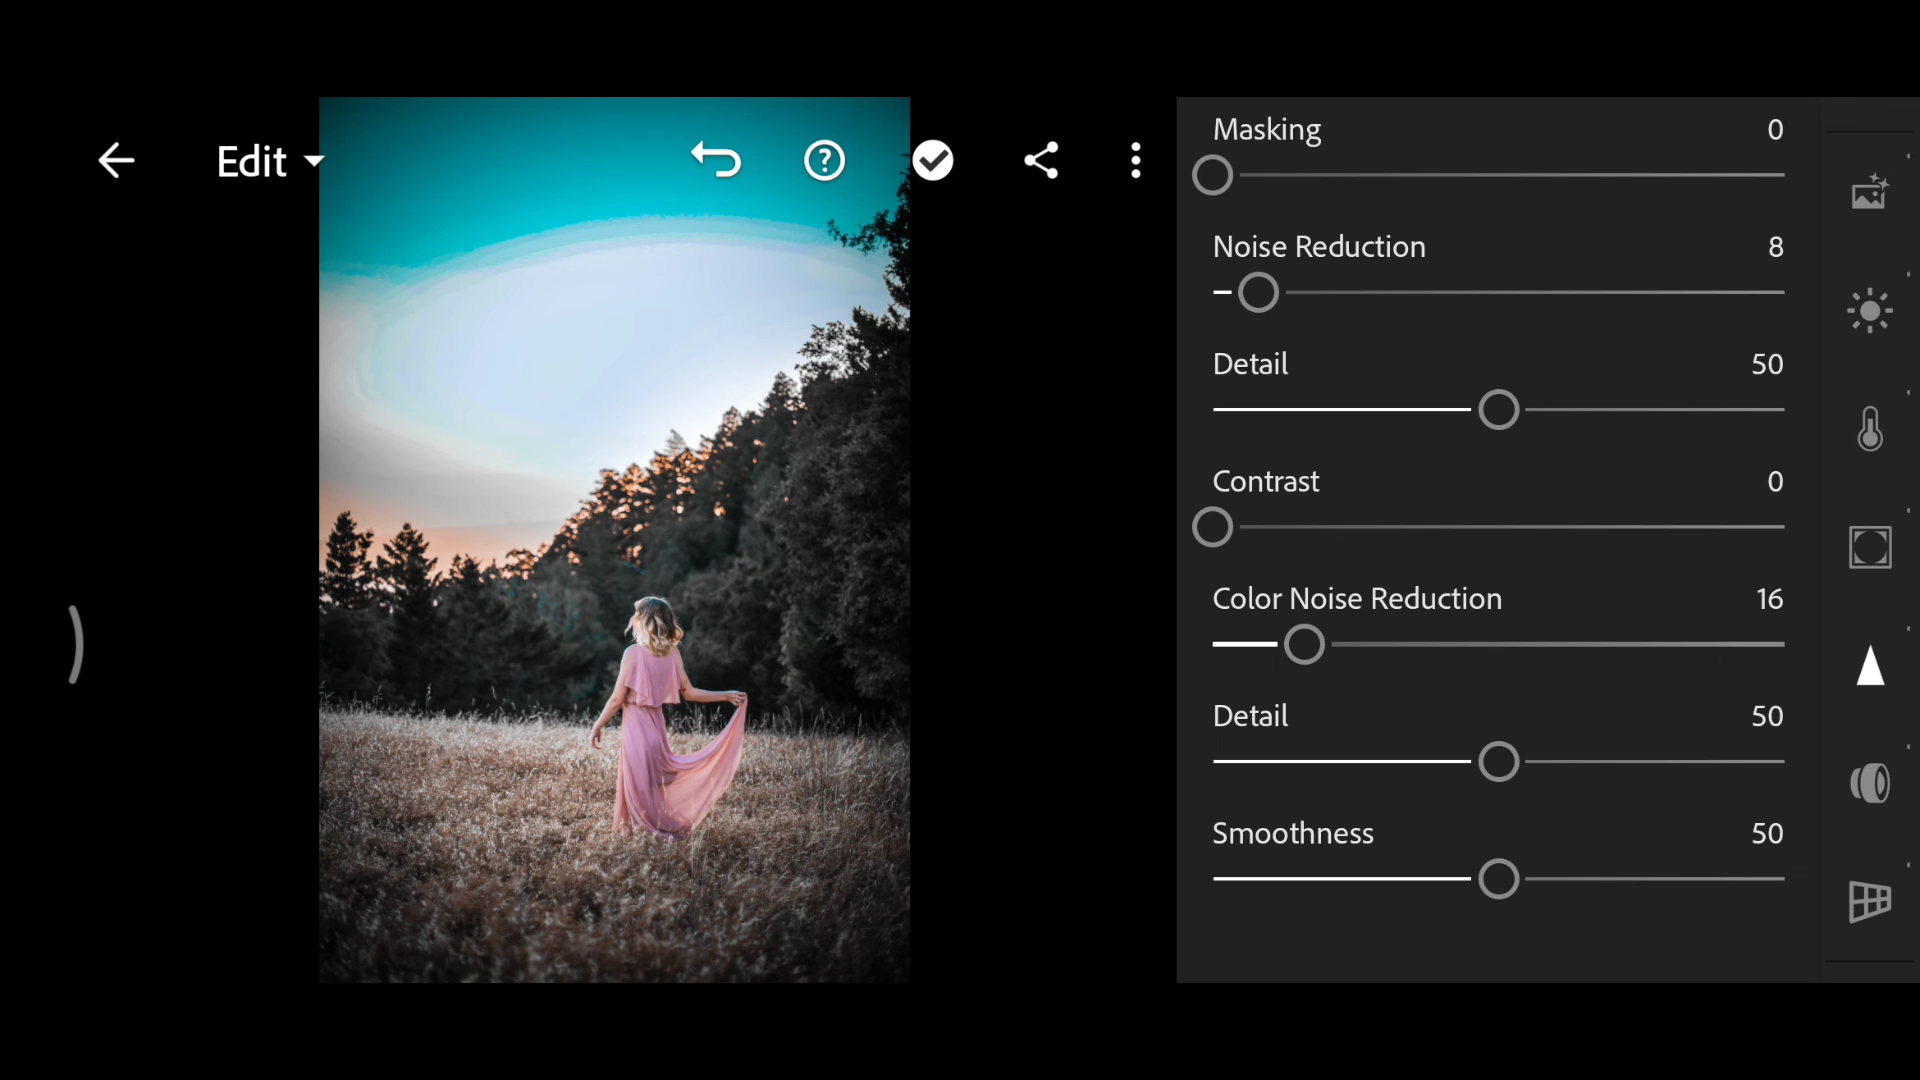 Edit
Masking 0
Noise Reduction 8
Detail 50
Contrast 0
Color Noise Reduction 16
Detail 50
Smoothness 50